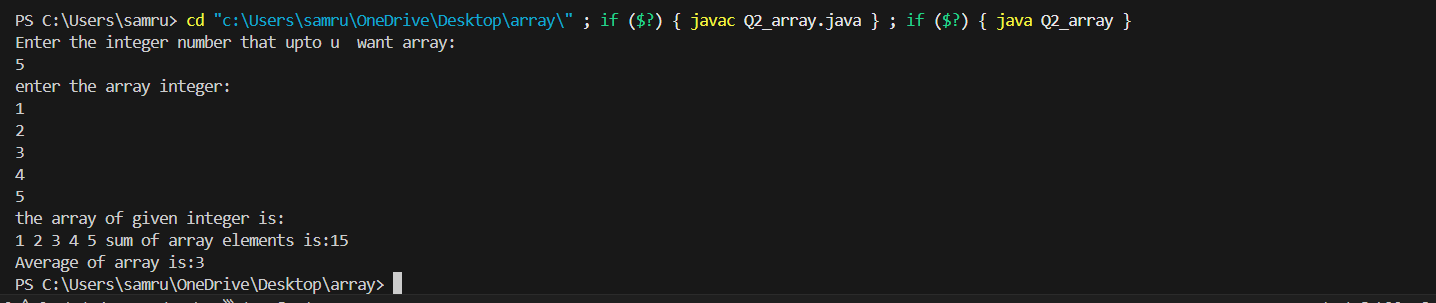 PS C:\Users\samru> cd "c:\Users\samru\OneDrive\Desktop\array\" ; if ($?) { javac Q2_array.java } ; if ($?) { java Q2_array }
Enter the integer number that upto u  want array:
5
enter the array integer:
1
2
3
4
5
the array of given integer is:
1 2 3 4 5 sum of array elements is:15
Average of array is:3
PS C:\Users\samru\OneDrive\Desktop\array>